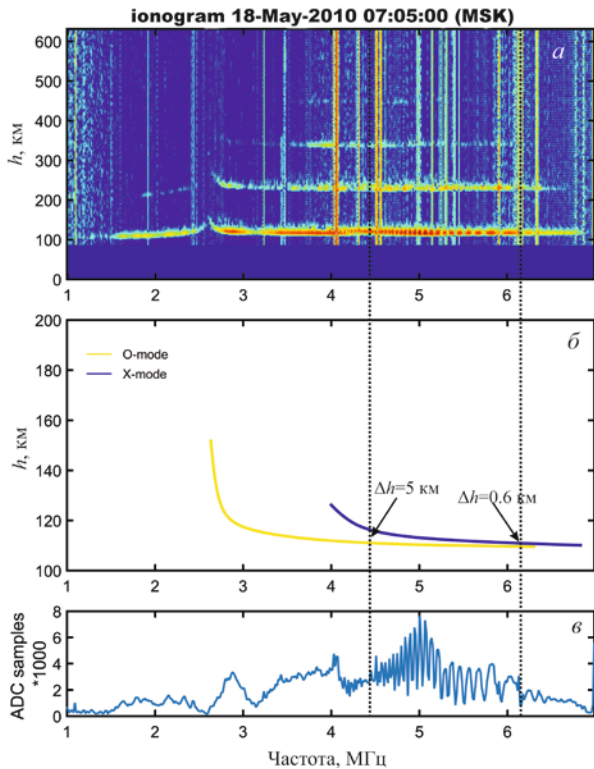 ionogram 18-May-2010 07:05:00 (MSK)
а
h, км
600
500
400
300
200
100
0
1 2 3 4 5 6
б
h, км
200
180
160
140
120
100
O-mode
X-mode
Δh=5 км
Δh=0.6 км
1 2 3 4 5 6
в
ADC samples
*1000
8
6
4
2
0
1 2 3 4 5 6
Частота, МГц